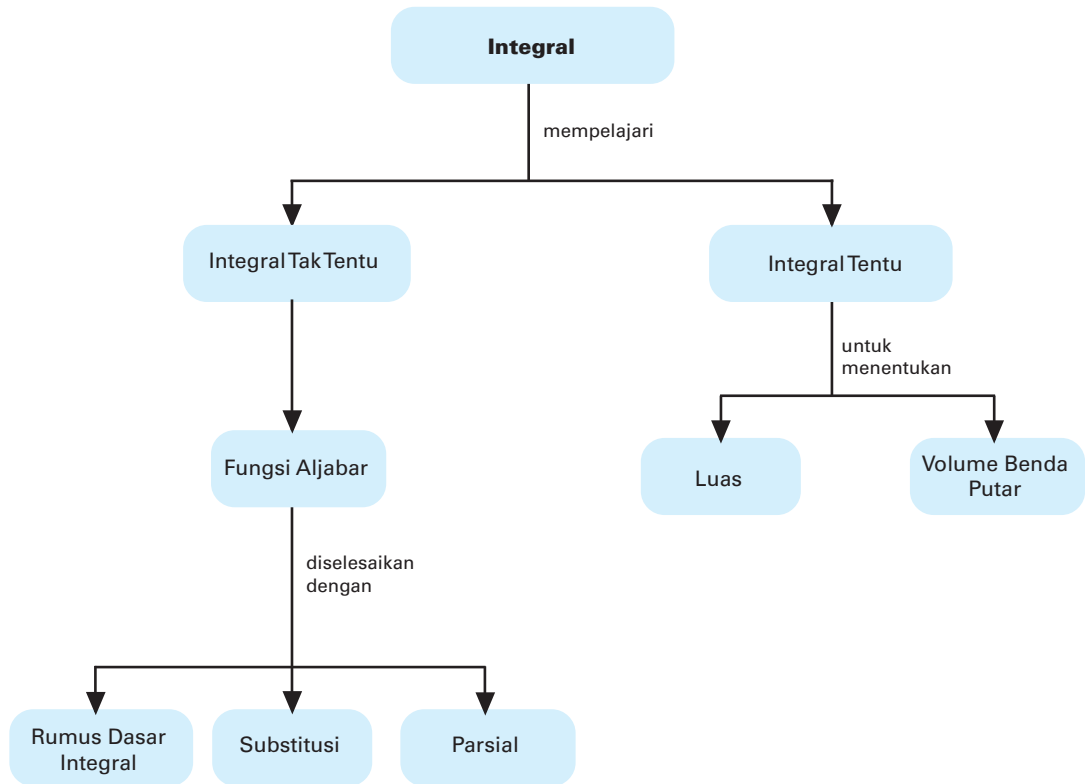 Integral
mempelajari
Integral Tak Tentu
Integral Tentu
untuk
menentukan
Fungsi Aljabar
Luas
Volume Benda
Putar
diselesaikan
dengan
Rumus Dasar
Integral
Substitusi
Parsial